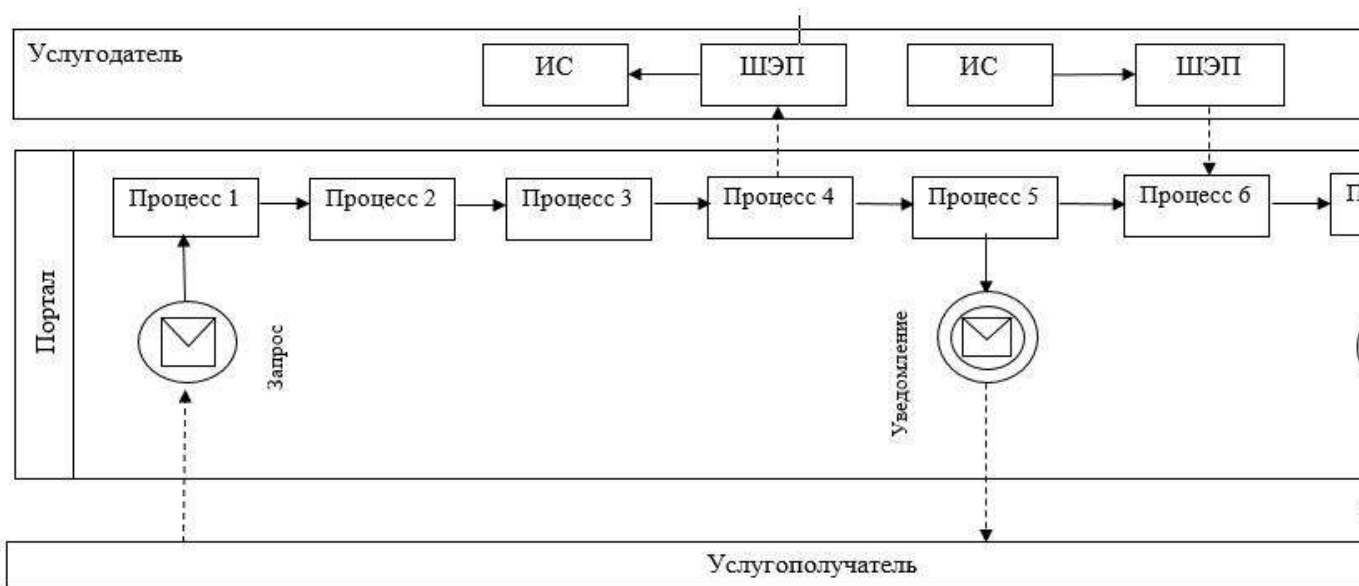 Услугодатель
ИС
ШЭП
ИС
ШЭП
Процесс 1
Процесс 2
Процесс 3
Процесс 4
Процесс 5
Процесс 6
Портал
Запрос
Уведомление
Услугополучатель